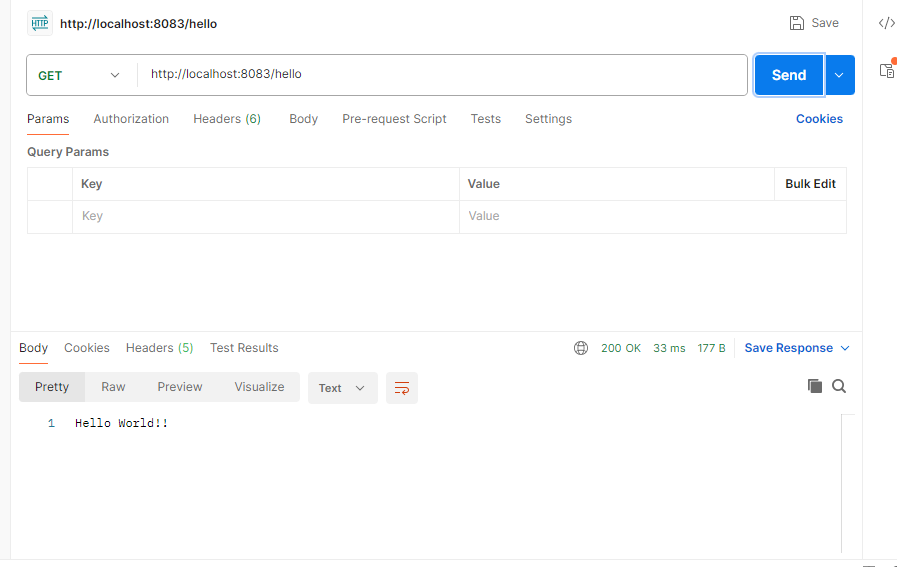 HTTP http://localhost:8083/hello Save </>
GET http://localhost:8083/hello Send
Params Authorization Headers (6) Body Pre-request Script Tests Settings Cookies
Query Params
Key Value Bulk Edit
Key Value
Body Cookies Headers (5) Test Results 200 OK 33 ms 177 B Save Response
Pretty Raw Preview Visualize Text
1 Hello World!!